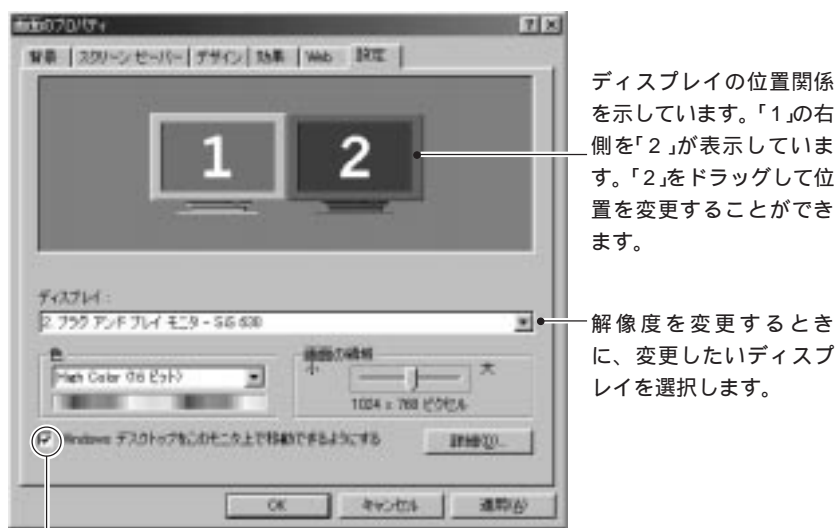 画面のプロパティ
背景 スクリーン セーバー デザイン 効果 Web 設定
1 2
ディスプレイの位置関係
を示しています。「1」の右
側を「2」が表示していま
す。「2」をドラッグして位
置を変更することができ
ます。
ディスプレイ:
2. プラグ アンド プレイ モニタ - SiS 630
解像度を変更するとき
に、変更したいディスプ
レイを選択します。
色
High Color (16 ビット)
画面の領域
小 大
1024 x 768 ピクセル
Windows デスクトップをこのモニタ上で移動できるようにする
詳細(D)...
OK キャンセル 適用(A)